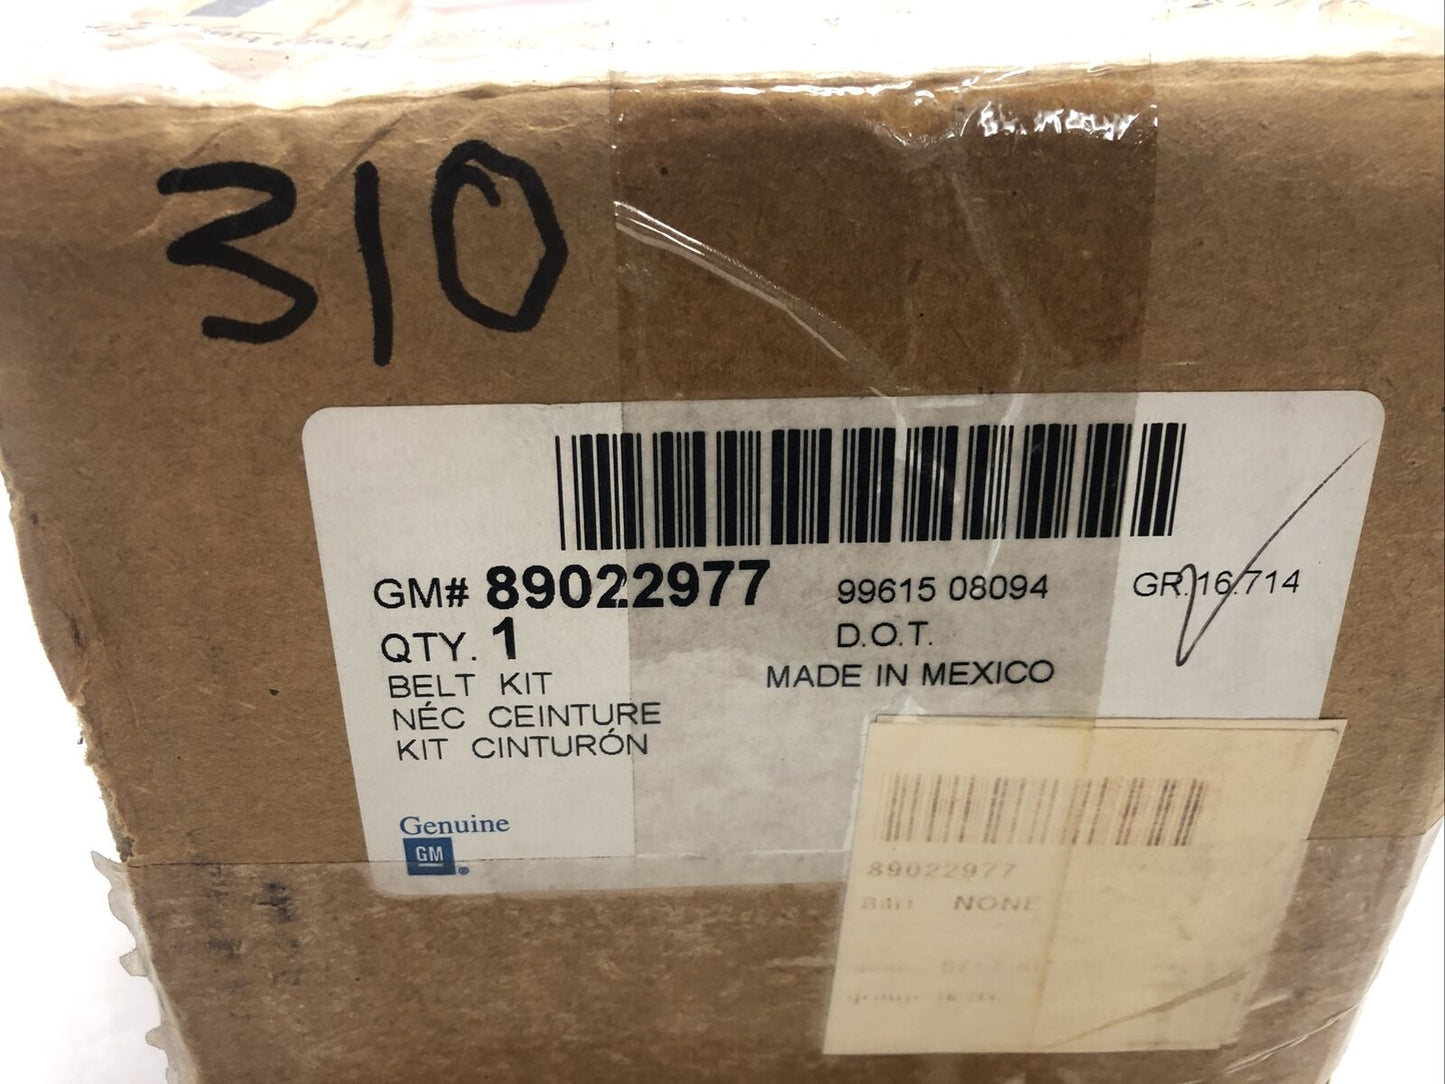 310
GM# 89022977 99615 08094 GR.16.714
QTY. 1 D.O.T.
BELT KIT MADE IN MEXICO
NÉC CEINTURE
KIT CINTURÓN
Genuine
GM
89022977
NONE